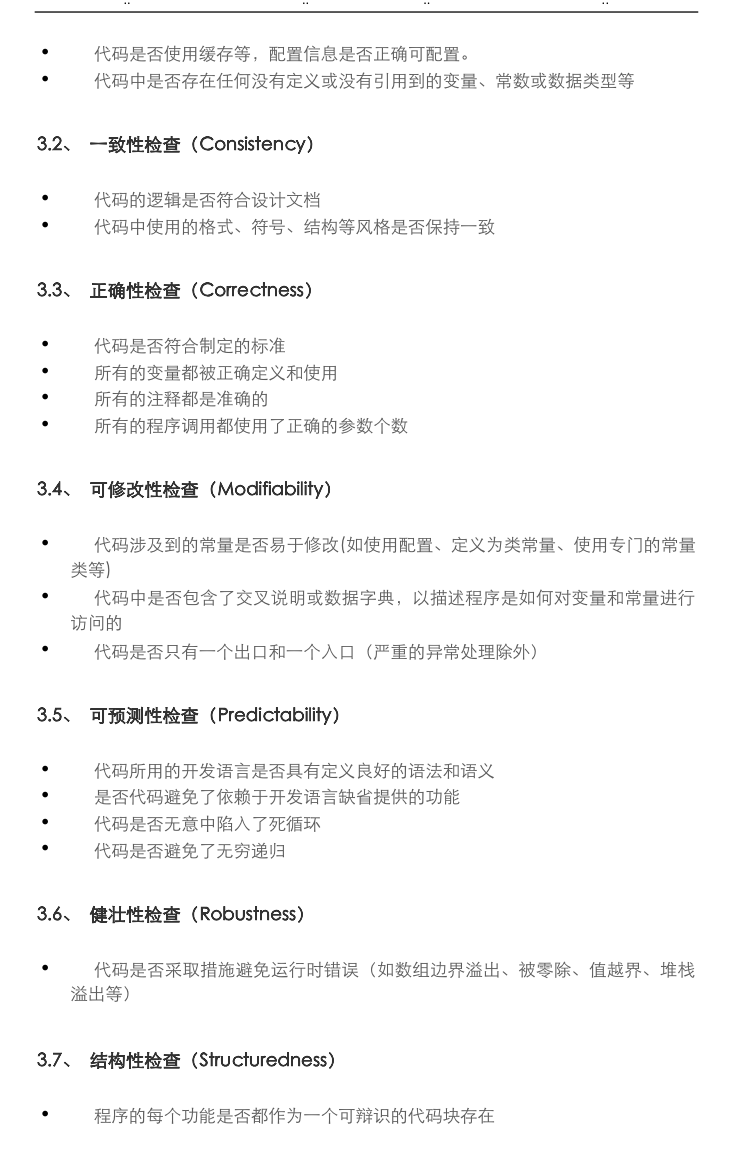 • 代码是否使用缓存等，配置信息是否正确可配置。
• 代码中是否存在任何没有定义或没有引用到的变量、常数或数据类型等
3.2、 一致性检查（Consistency）
• 代码的逻辑是否符合设计文档
• 代码中使用的格式、符号、结构等风格是否保持一致
3.3、 正确性检查（Correctness）
• 代码是否符合制定的标准
• 所有的变量都被正确定义和使用
• 所有的注释都是准确的
• 所有的程序调用都使用了正确的参数个数
3.4、 可修改性检查（Modifiability）
• 代码涉及到的常量是否易于修改(如使用配置、定义为类常量、使用专门的常量
类等)
• 代码中是否包含了交叉说明或数据字典，以描述程序是如何对变量和常量进行
访问的
• 代码是否只有一个出口和一个入口（严重的异常处理除外）
3.5、 可预测性检查（Predictability）
• 代码所用的开发语言是否具有定义良好的语法和语义
• 是否代码避免了依赖于开发语言缺省提供的功能
• 代码是否无意中陷入了死循环
• 代码是否避免了无穷递归
3.6、 健壮性检查（Robustness）
• 代码是否采取措施避免运行时错误（如数组边界溢出、被零除、值越界、堆栈
溢出等）
3.7、 结构性检查（Structuredness）
• 程序的每个功能是否都作为一个可辩识的代码块存在